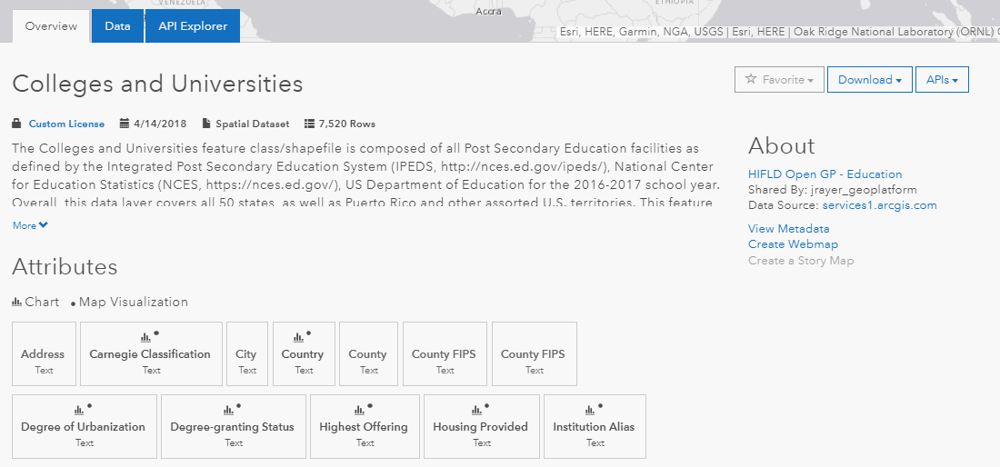 VENEZUELA
Accra
ETHIOPIA
Overview
Data
API Explorer
Esri, HERE, Garmin, NGA, USGS | Esri, HERE | Oak Ridge National Laboratory (ORNL)
Colleges and Universities
Favorite
Download
APIs
Custom License 4/14/2018 Spatial Dataset 7,520 Rows
The Colleges and Universities feature class/shapefile is composed of all Post Secondary Education facilities as
defined by the Integrated Post Secondary Education System (IPEDS, http://nces.ed.gov/ipeds/), National Center
for Education Statistics (NCES, https://nces.ed.gov/), US Department of Education for the 2016-2017 school year.
Overall, this data layer covers all 50 states, as well as Puerto Rico and other assorted U.S. territories. This feature
More
About
HIFLD Open GP - Education
Shared By: jrayer_geoplatform
Data Source: services1.arcgis.com
View Metadata
Create Webmap
Create a Story Map
Attributes
Chart Map Visualization
Address
Text
Carnegie Classification
Text
City
Text
Country
Text
County
Text
County FIPS
Text
County FIPS
Text
Degree of Urbanization
Text
Degree-granting Status
Text
Highest Offering
Text
Housing Provided
Text
Institution Alias
Text